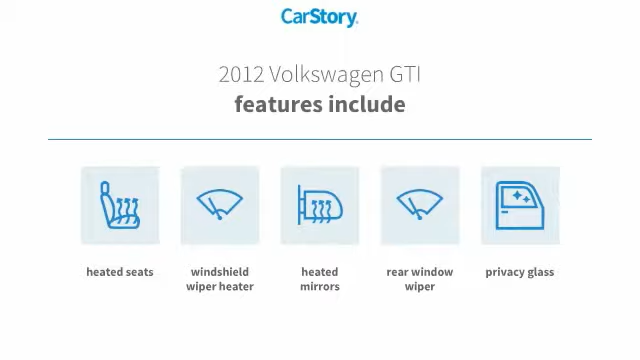 CarStory
2012 Volkswagen GTI
features include
heated seats
windshield
wiper heater
heated
mirrors
rear window
wiper
privacy glass